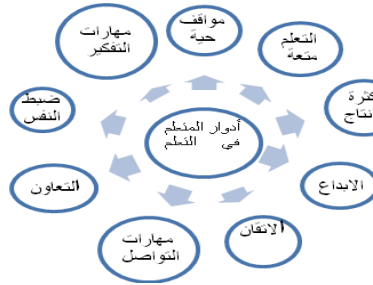 مواقف
حية
التعلم
متعة
كثرة
الابداع
الاتقان
مهارات
التواصل
التعاون
ضبط
النفس
مهارات
التفكير
أدوار المتعلم
في التعلم